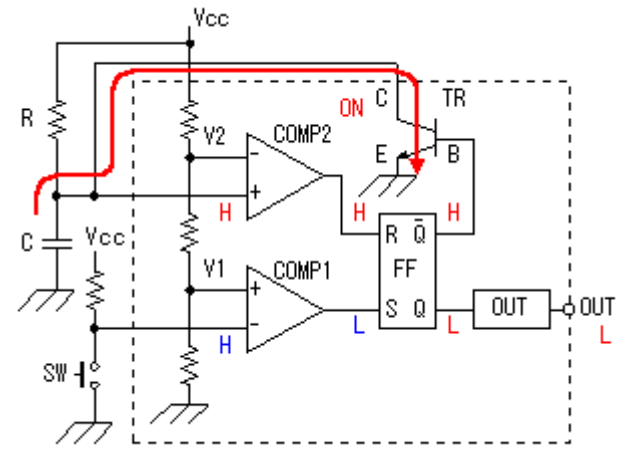 Vcc
C
TR
ON
R
V2
COMP2
E
B
H
H
H
C
Vcc
R Q̄
V1
COMP1
FF
S Q
OUT
OUT
H
L
L
L
SW